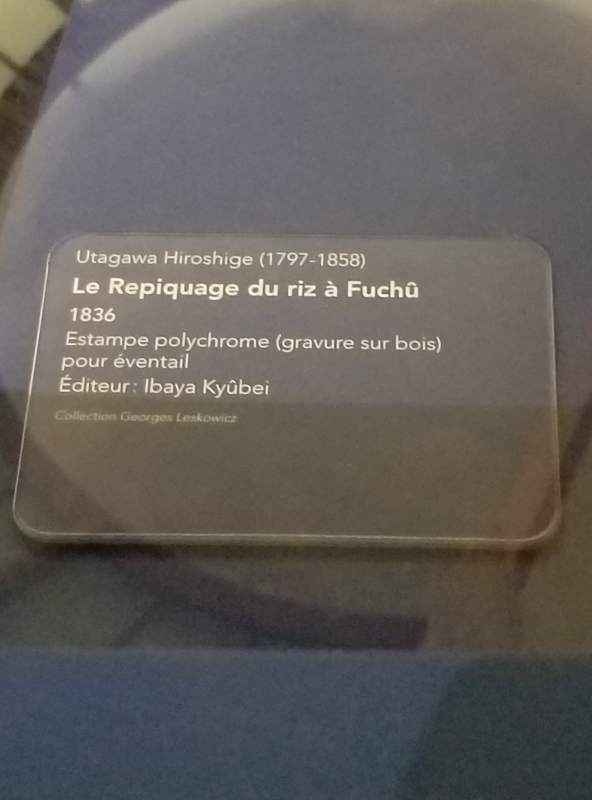 Utagawa Hiroshige (1797-1858)
Le Repiquage du riz à Fuchû
1836
Estampe polychrome (gravure sur bois)
pour éventail
Éditeur : Ibaya Kyûbei
Collection Georges Leskowicz